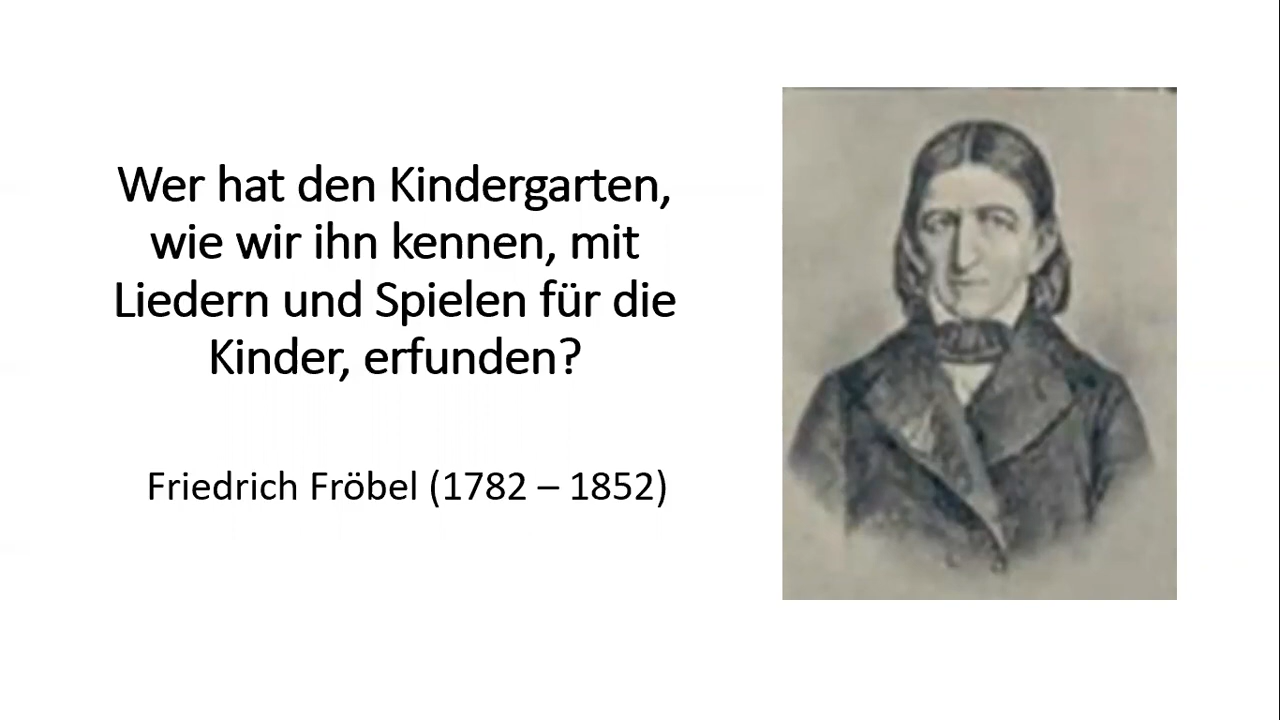 Wer hat den Kindergarten,
wie wir ihn kennen, mit
Liedern und Spielen für die
Kinder, erfunden?
Friedrich Fröbel (1782 – 1852)